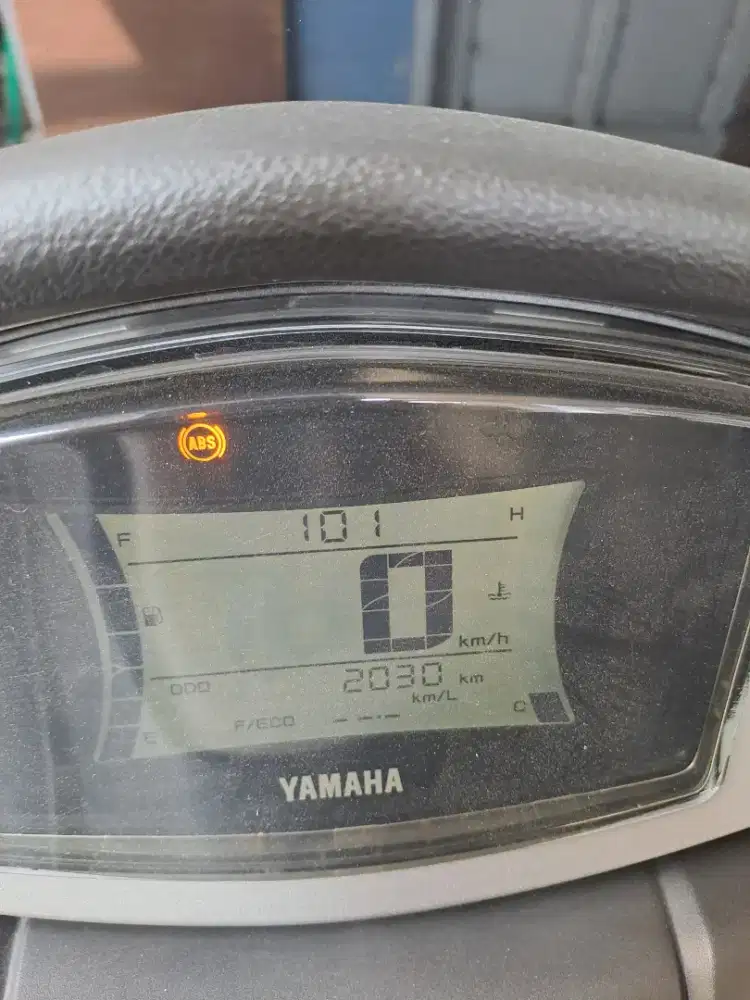 ABS
F 101 H
0 km/h
ODO 2030 km
km/L
F/ECO --.- C
E
YAMAHA